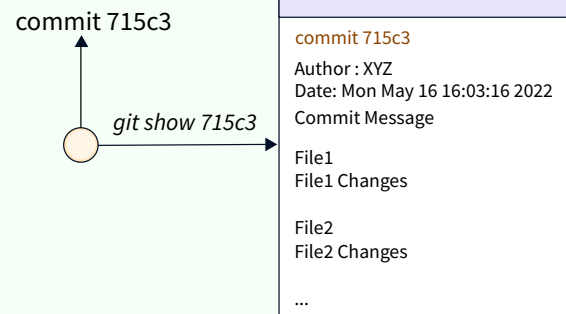 commit 715c3
git show 715c3
commit 715c3
Author : XYZ
Date: Mon May 16 16:03:16 2022
Commit Message
File1
File1 Changes
File2
File2 Changes
...